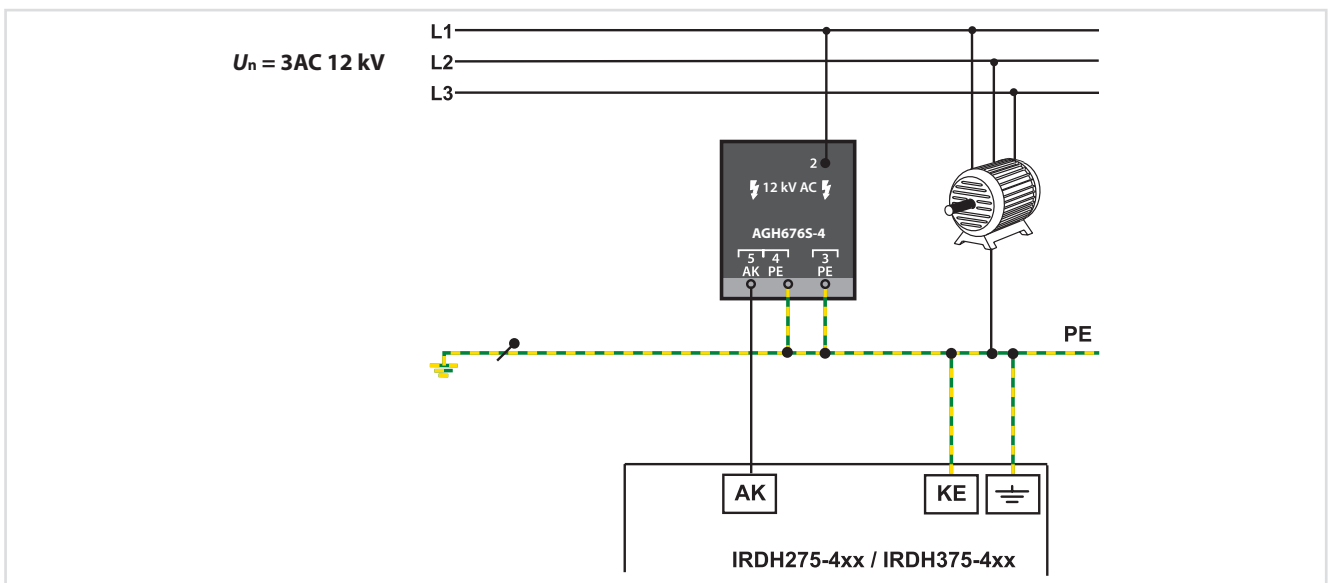 L1
Un = 3AC 12 kV
L2
L3
2
12 kV AC
AGH676S-4
5 4 3
AK PE PE
PE
AK KE
IRDH275-4xx / IRDH375-4xx